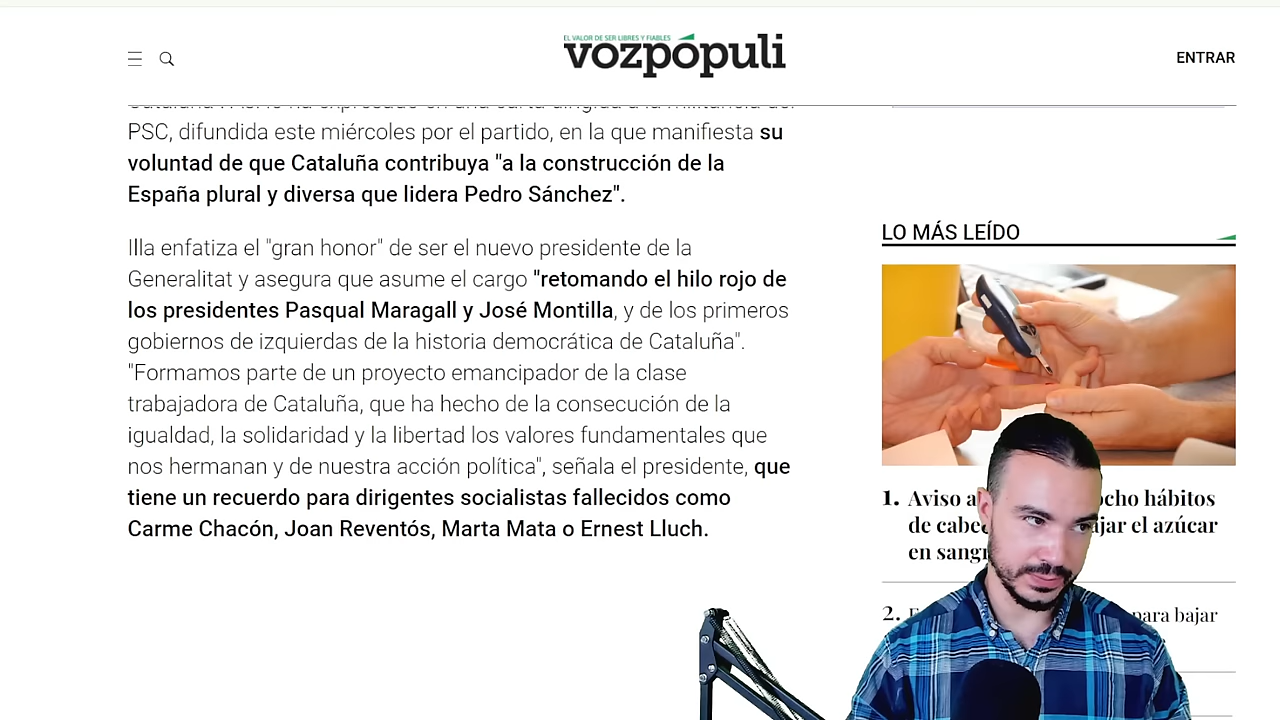 EL VALOR DE SER LIBRES Y FIABLES
vozpópuli
ENTRAR
PSC, difundida este miércoles por el partido, en la que manifiesta su
voluntad de que Cataluña contribuya "a la construcción de la
España plural y diversa que lidera Pedro Sánchez".
Illa enfatiza el "gran honor" de ser el nuevo presidente de la
Generalitat y asegura que asume el cargo "retomando el hilo rojo de
los presidentes Pasqual Maragall y José Montilla, y de los primeros
gobiernos de izquierdas de la historia democrática de Cataluña".
"Formamos parte de un proyecto emancipador de la clase
trabajadora de Cataluña, que ha hecho de la consecución de la
igualdad, la solidaridad y la libertad los valores fundamentales que
nos hermanan y de nuestra acción política", señala el presidente, que
tiene un recuerdo para dirigentes socialistas fallecidos como
Carme Chacón, Joan Reventós, Marta Mata o Ernest Lluch.
LO MÁS LEÍDO
1. Aviso ocho hábitos
de el azúcar
en
2. para bajar